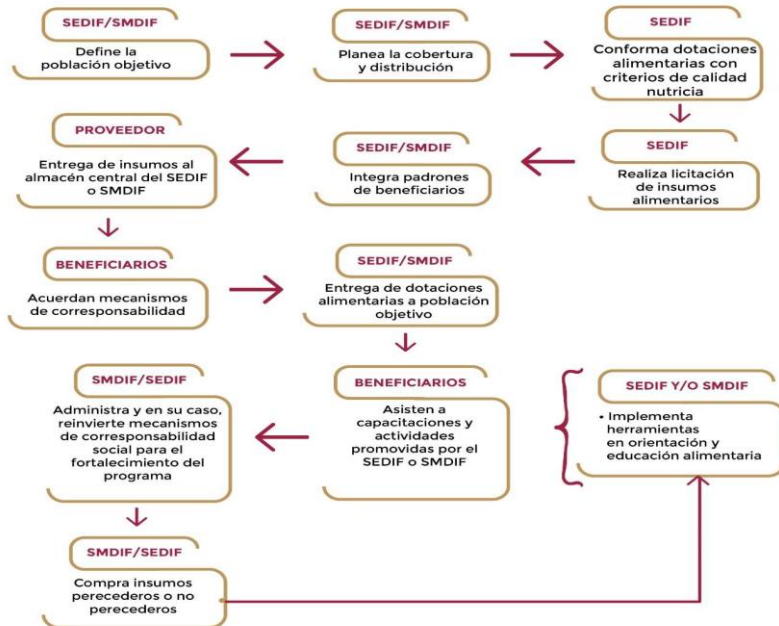 SEDIF/SMDIF
Define la
población objetivo
SEDIF/SMDIF
Planea la cobertura
y distribución
SEDIF
Conforma dotaciones
alimentarias con
criterios de calidad
nutricia
SEDIF
Realiza licitación
de insumos
alimentarios
SEDIF/SMDIF
Integra padrones
de beneficiarios
PROVEEDOR
Entrega de insumos al
almacén central del SEDIF
o SMDIF
BENEFICIARIOS
Acuerdan mecanismos
de corresponsabilidad
SEDIF/SMDIF
Entrega de dotaciones
alimentarias a población
objetivo
BENEFICIARIOS
Asisten a
capacitaciones y
actividades
promovidas por el
SEDIF o SMDIF
SEDIF Y/O SMDIF
• Implementa
herramientas
en orientación y
educación alimentaria
SMDIF/SEDIF
Administra y en su caso,
reinvierte mecanismos
de corresponsabilidad
social para el
fortalecimiento del
programa
SMDIF/SEDIF
Compra insumos
perecederos o no
perecederos